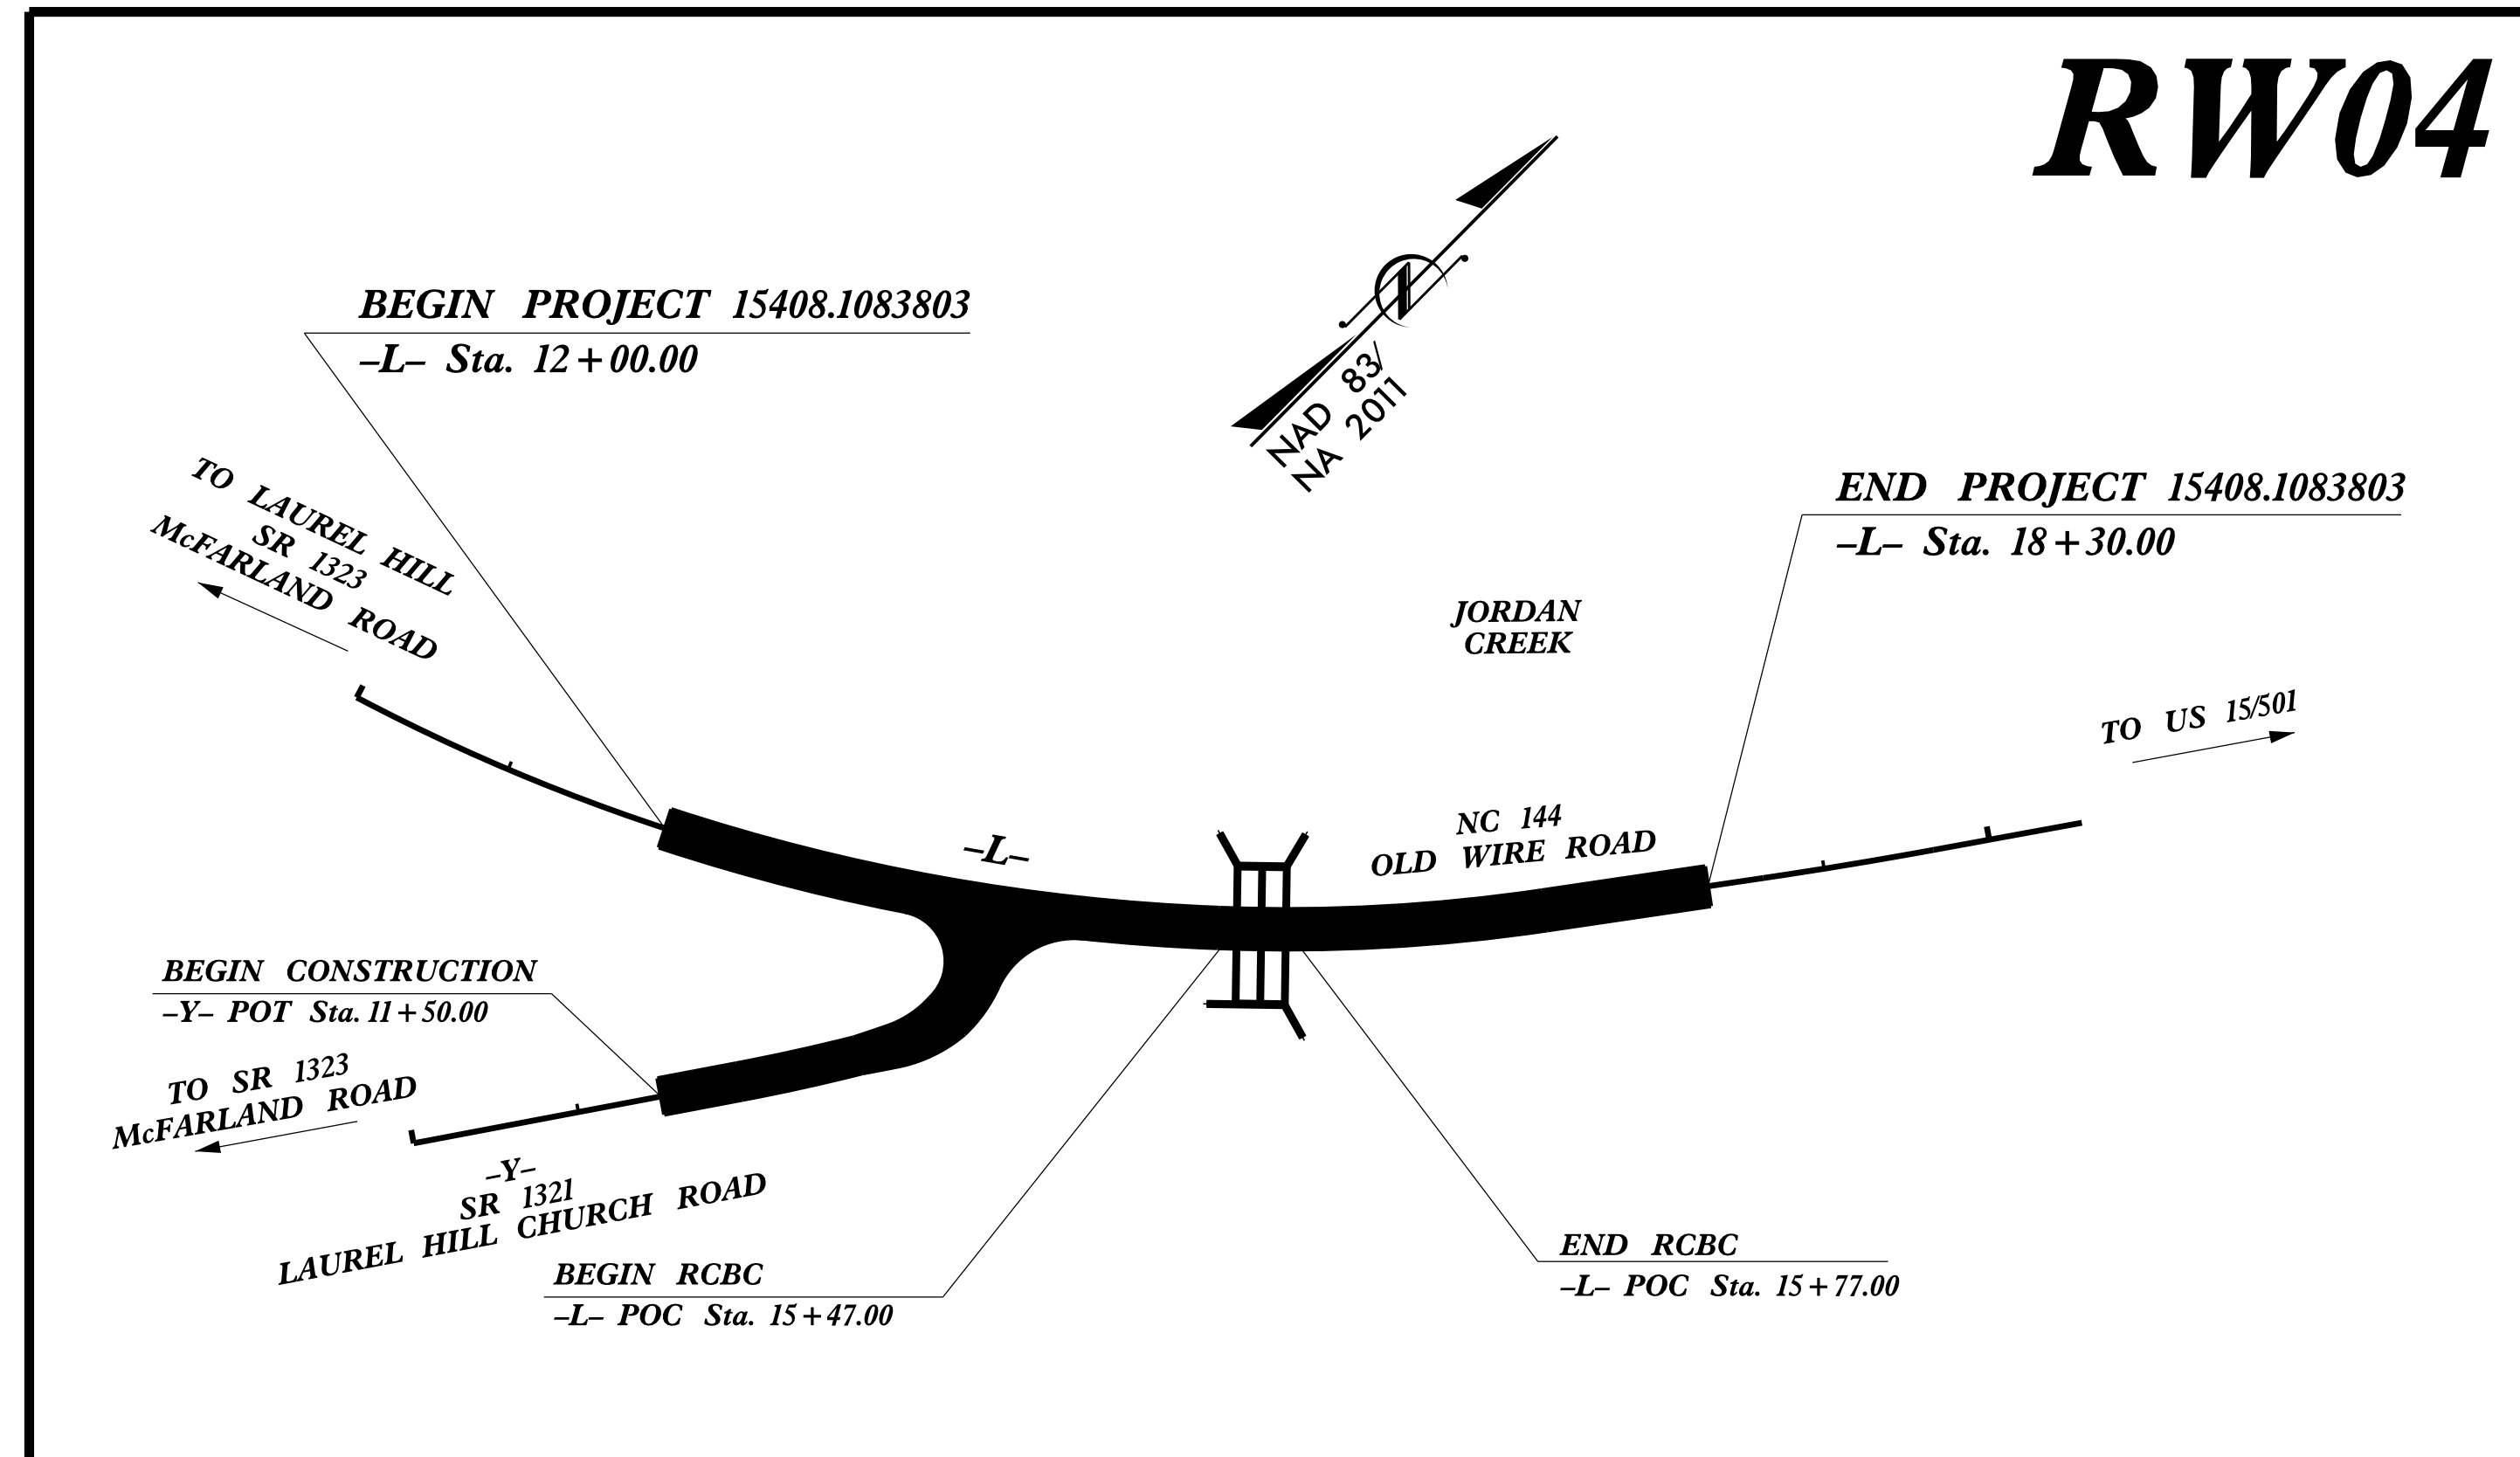 RW04
BEGIN PROJECT 15408.1083803
–L– Sta. 12+00.00
NAD 83/
NA 2011
TO LAUREL HILL
SR 1323
McFARLAND ROAD
END PROJECT 15408.1083803
–L– Sta. 18+30.00
JORDAN
CREEK
TO US 15/501
–L–
NC 144
OLD WIRE ROAD
BEGIN CONSTRUCTION
–Y– POT Sta. 11+50.00
TO SR 1323
McFARLAND ROAD
–Y–
SR 1321
LAUREL HILL CHURCH ROAD
BEGIN RCBC
–L– POC Sta. 15+47.00
END RCBC
–L– POC Sta. 15+77.00